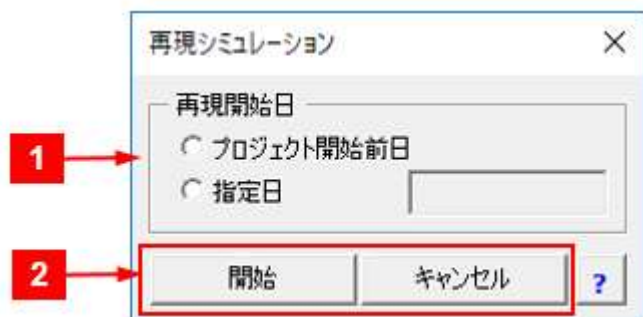 再現シミュレーション
再現開始日
1
プロジェクト開始前日
指定日
2
開始 キャンセル ?